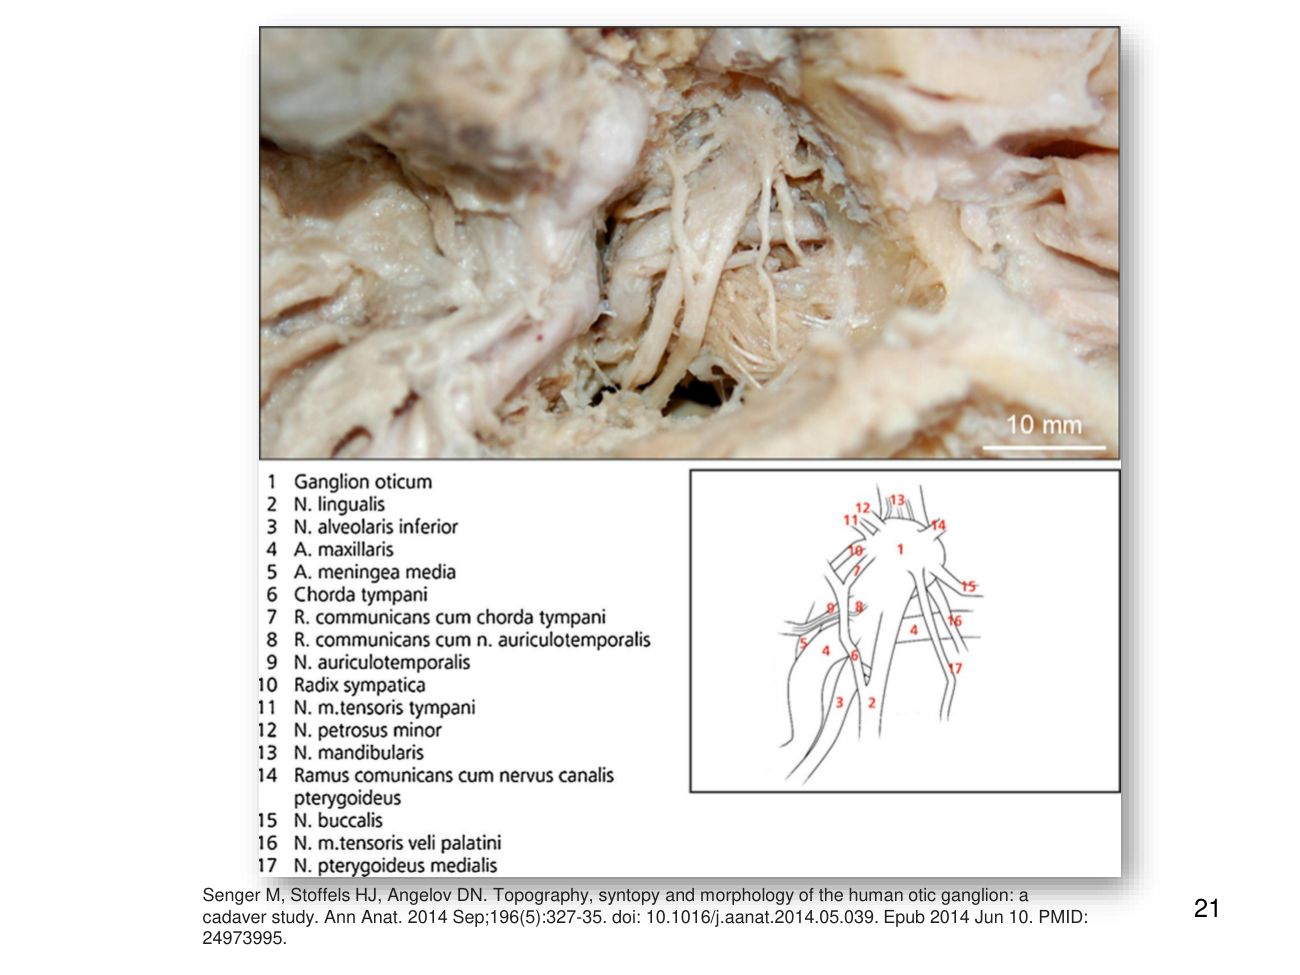 10 mm
1 Ganglion oticum
2 N. lingualis
3 N. alveolaris inferior
4 A. maxillaris
5 A. meningea media
6 Chorda tympani
7 R. communicans cum chorda tympani
8 R. communicans cum n. auriculotemporalis
9 N. auriculotemporalis
10 Radix sympatica
11 N. m.tensoris tympani
12 N. petrosus minor
13 N. mandibularis
14 Ramus comunicans cum nervus canalis
pterygoideus
15 N. buccalis
16 N. m.tensoris veli palatini
17 N. pterygoideus medialis
13
12
11
14
10
1
7
15
9
8
16
4
5
4
6
17
3
2
Senger M, Stoffels HJ, Angelov DN. Topography, syntopy and morphology of the human otic ganglion: a
cadaver study. Ann Anat. 2014 Sep;196(5):327-35. doi: 10.1016/j.aanat.2014.05.039. Epub 2014 Jun 10. PMID:
24973995.
21